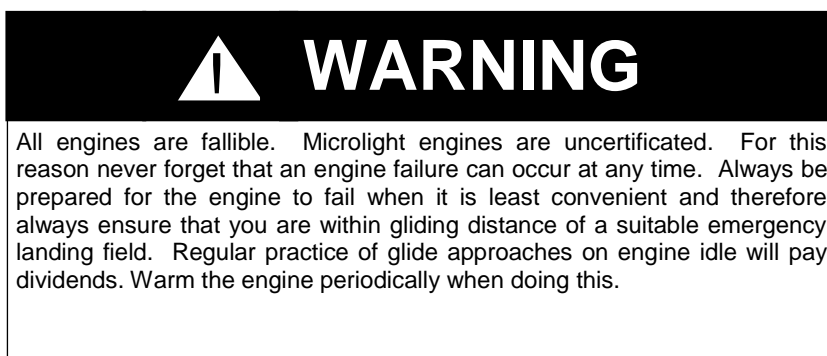 WARNING
All engines are fallible. Microlight engines are uncertificated. For this
reason never forget that an engine failure can occur at any time. Always be
prepared for the engine to fail when it is least convenient and therefore
always ensure that you are within gliding distance of a suitable emergency
landing field. Regular practice of glide approaches on engine idle will pay
dividends. Warm the engine periodically when doing this.